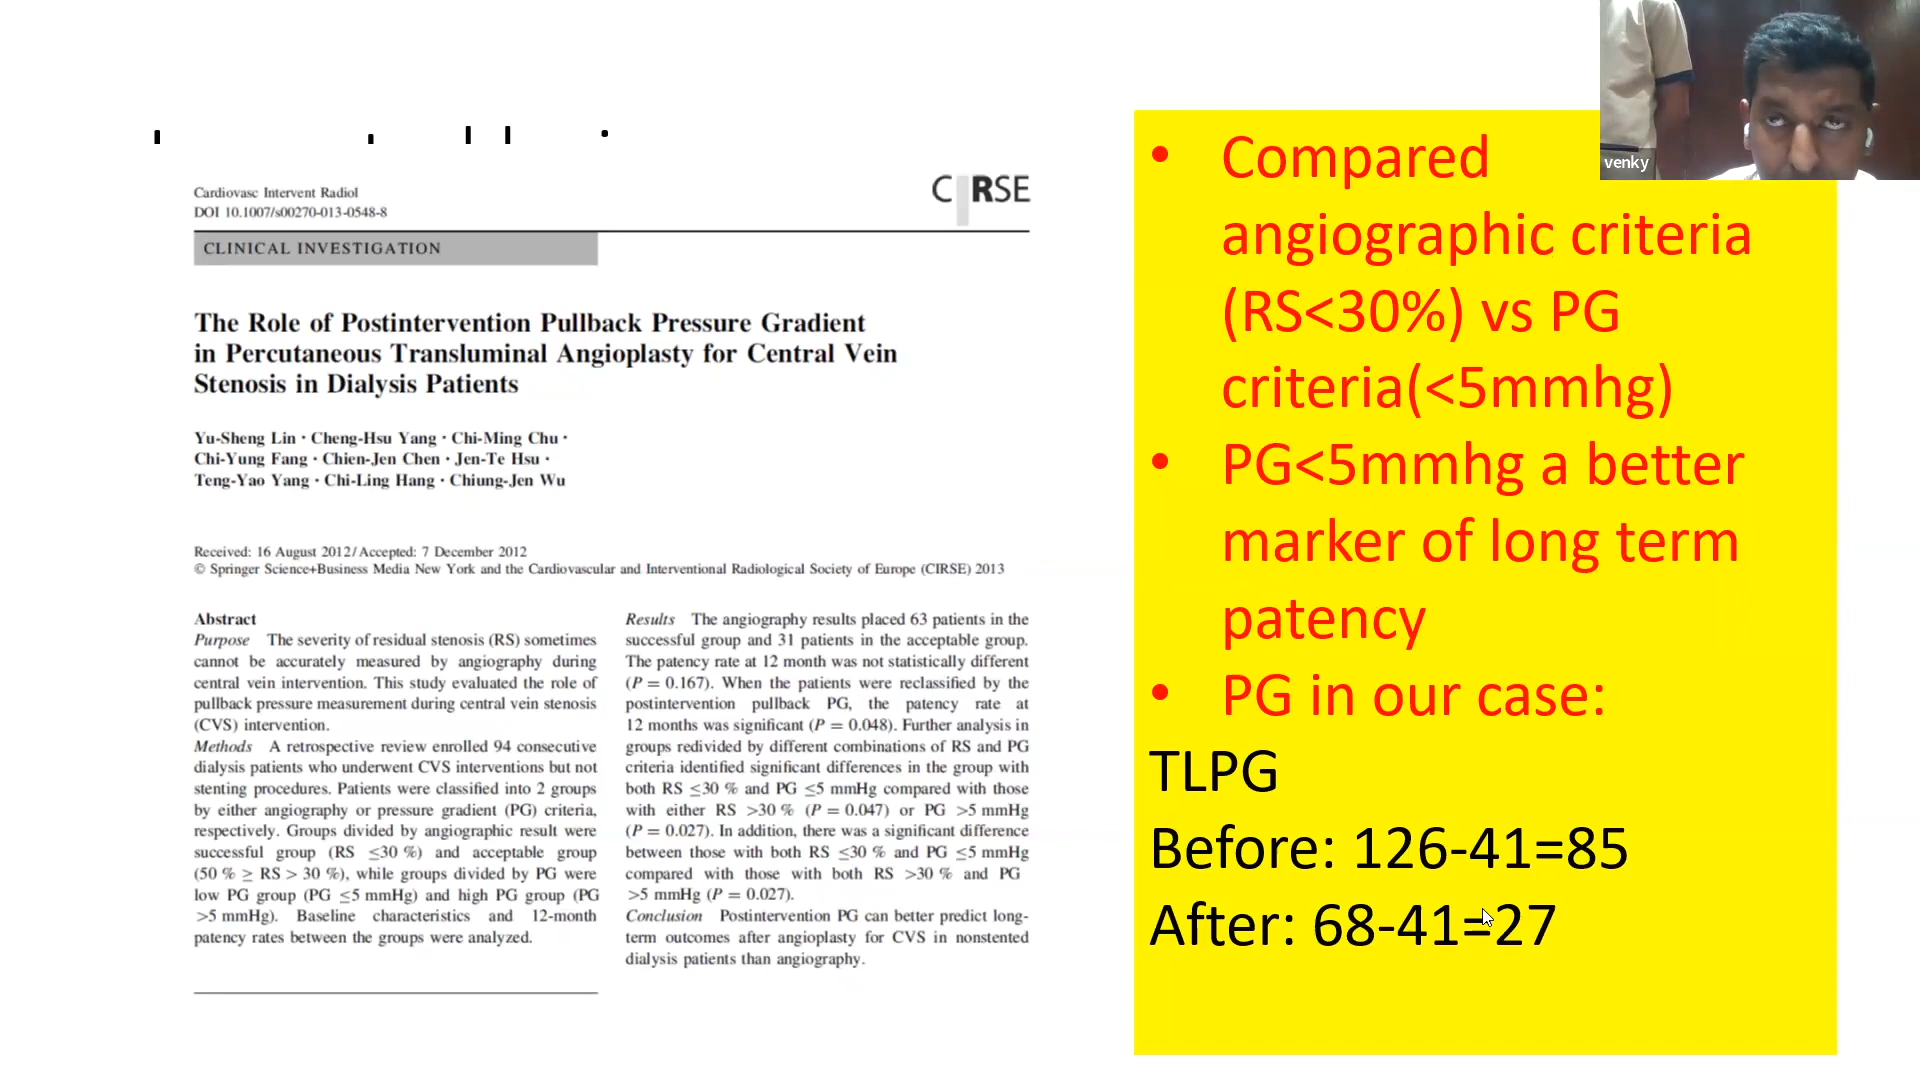 Cardiovasc Intervent Radiol
DOI 10.1007/s00270-013-0548-8
CIRSE
CLINICAL INVESTIGATION
The Role of Postintervention Pullback Pressure Gradient
in Percutaneous Transluminal Angioplasty for Central Vein
Stenosis in Dialysis Patients
Yu-Sheng Lin · Cheng-Hsu Yang · Chi-Ming Chu ·
Chi-Yung Fang · Chien-Jen Chen · Jen-Te Hsu ·
Teng-Yao Yang · Chi-Ling Hang · Chiung-Jen Wu
Received: 16 August 2012 / Accepted: 7 December 2012
© Springer Science+Business Media New York and the Cardiovascular and Interventional Radiological Society of Europe (CIRSE) 2013
Abstract
Purpose The severity of residual stenosis (RS) sometimes
cannot be accurately measured by angiography during
central vein intervention. This study evaluated the role of
pullback pressure measurement during central vein stenosis
(CVS) intervention.
Methods A retrospective review enrolled 94 consecutive
dialysis patients who underwent CVS interventions but not
stenting procedures. Patients were classified into 2 groups
by either angiography or pressure gradient (PG) criteria,
respectively. Groups divided by angiographic result were
successful group (RS ≤30 %) and acceptable group
(50 % ≥ RS > 30 %), while groups divided by PG were
low PG group (PG ≤5 mmHg) and high PG group (PG
>5 mmHg). Baseline characteristics and 12-month
patency rates between the groups were analyzed.
Results The angiography results placed 63 patients in the
successful group and 31 patients in the acceptable group.
The patency rate at 12 month was not statistically different
(P = 0.167). When the patients were reclassified by the
postintervention pullback PG, the patency rate at
12 months was significant (P = 0.048). Further analysis in
groups redivided by different combinations of RS and PG
criteria identified significant differences in the group with
both RS ≤30 % and PG ≤5 mmHg compared with those
with either RS >30 % (P = 0.047) or PG >5 mmHg
(P = 0.027). In addition, there was a significant difference
between those with both RS ≤30 % and PG ≤5 mmHg
compared with those with both RS >30 % and PG
>5 mmHg (P = 0.027).
Conclusion Postintervention PG can better predict long-
term outcomes after angioplasty for CVS in nonstented
dialysis patients than angiography.
• Compared
angiographic criteria
(RS<30%) vs PG
criteria(<5mmhg)
• PG<5mmhg a better
marker of long term
patency
• PG in our case:
TLPG
Before: 126-41=85
After: 68-41=27
venky